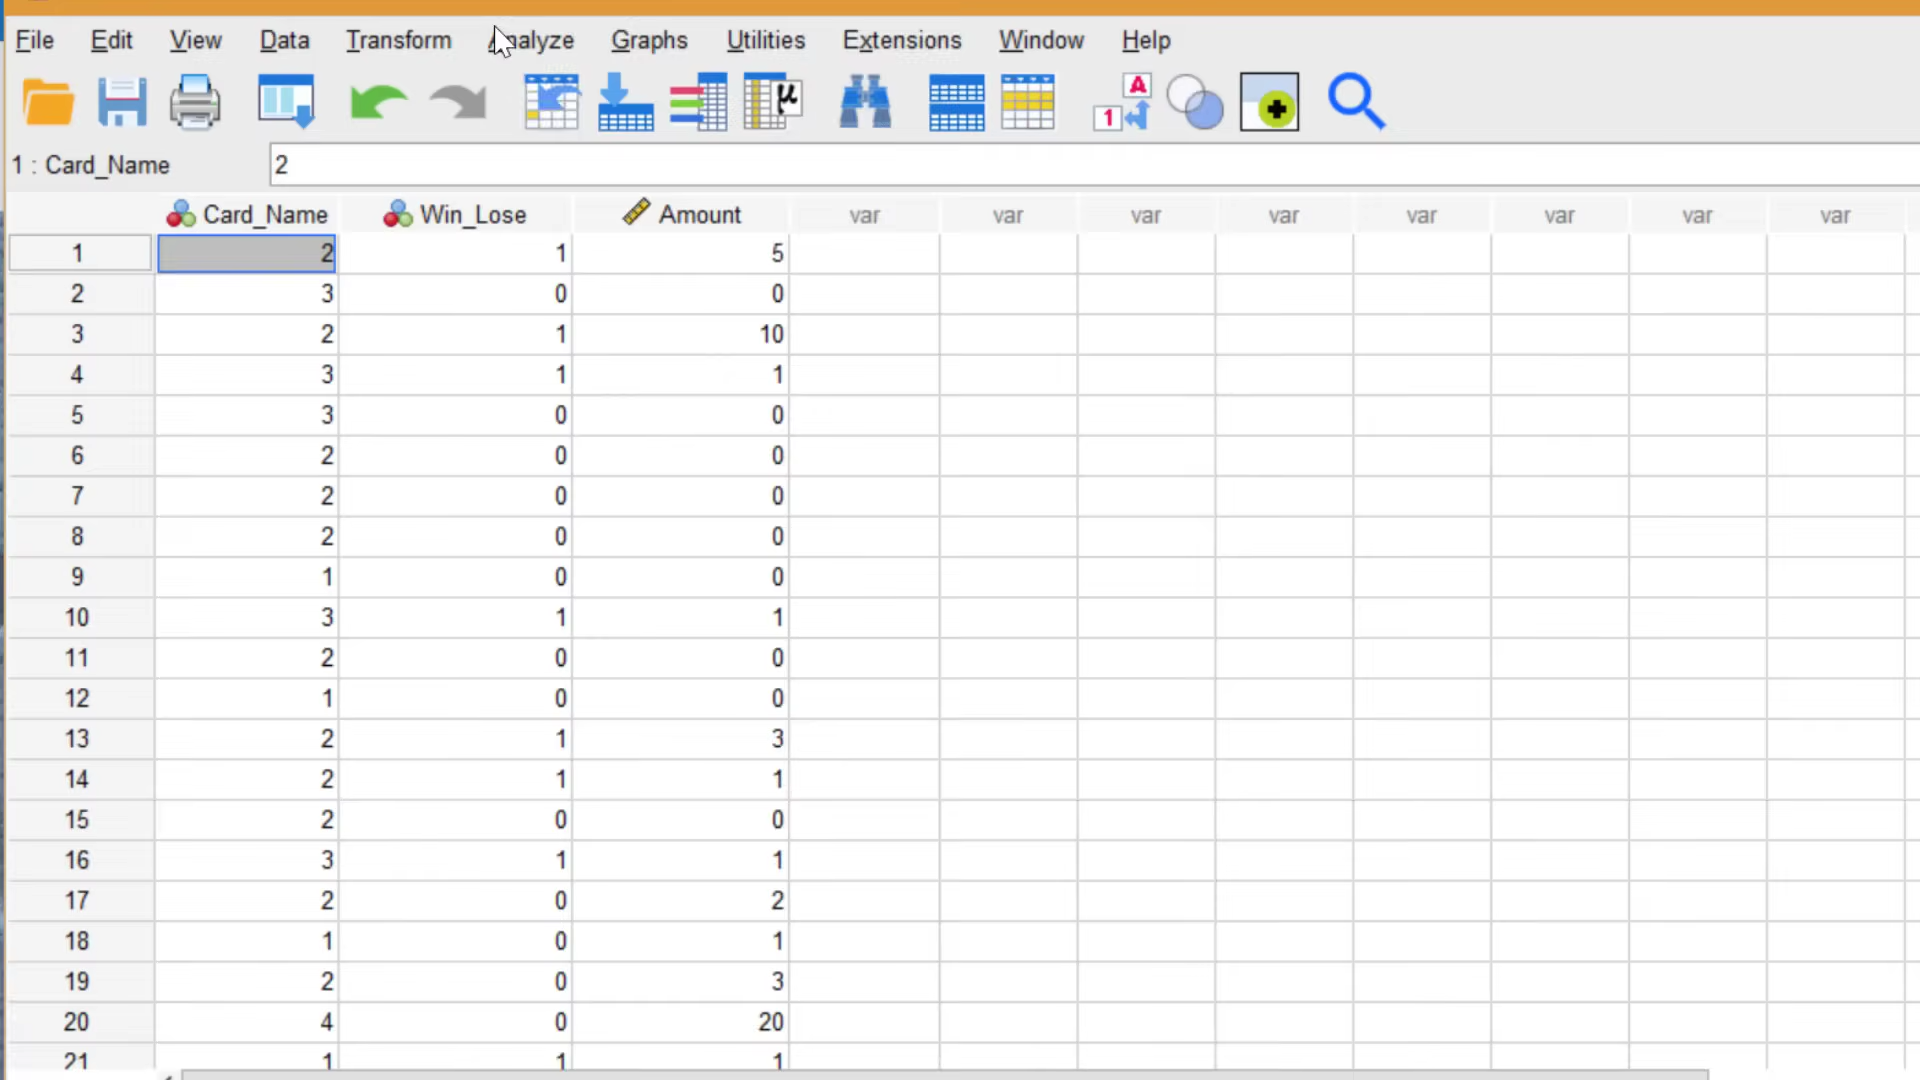 File Edit View Data Transform Analyze Graphs Utilities Extensions Window Help
μ A 1
1 : Card_Name 2
Card_Name Win_Lose Amount var var var var var var var var
1 2 1 5
2 3 0 0
3 2 1 10
4 3 1 1
5 3 0 0
6 2 0 0
7 2 0 0
8 2 0 0
9 1 0 0
10 3 1 1
11 2 0 0
12 1 0 0
13 2 1 3
14 2 1 1
15 2 0 0
16 3 1 1
17 2 0 2
18 1 0 1
19 2 0 3
20 4 0 20
21 1 1 1